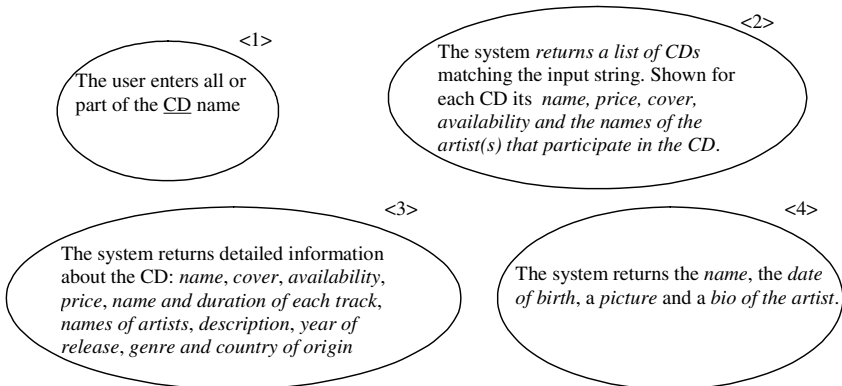 <1>
The user enters all or
part of the CD name
<2>
The system returns a list of CDs
matching the input string. Shown for
each CD its name, price, cover,
availability and the names of the
artist(s) that participate in the CD.
<3>
The system returns detailed information
about the CD: name, cover, availability,
price, name and duration of each track,
names of artists, description, year of
release, genre and country of origin
<4>
The system returns the name, the date
of birth, a picture and a bio of the artist.